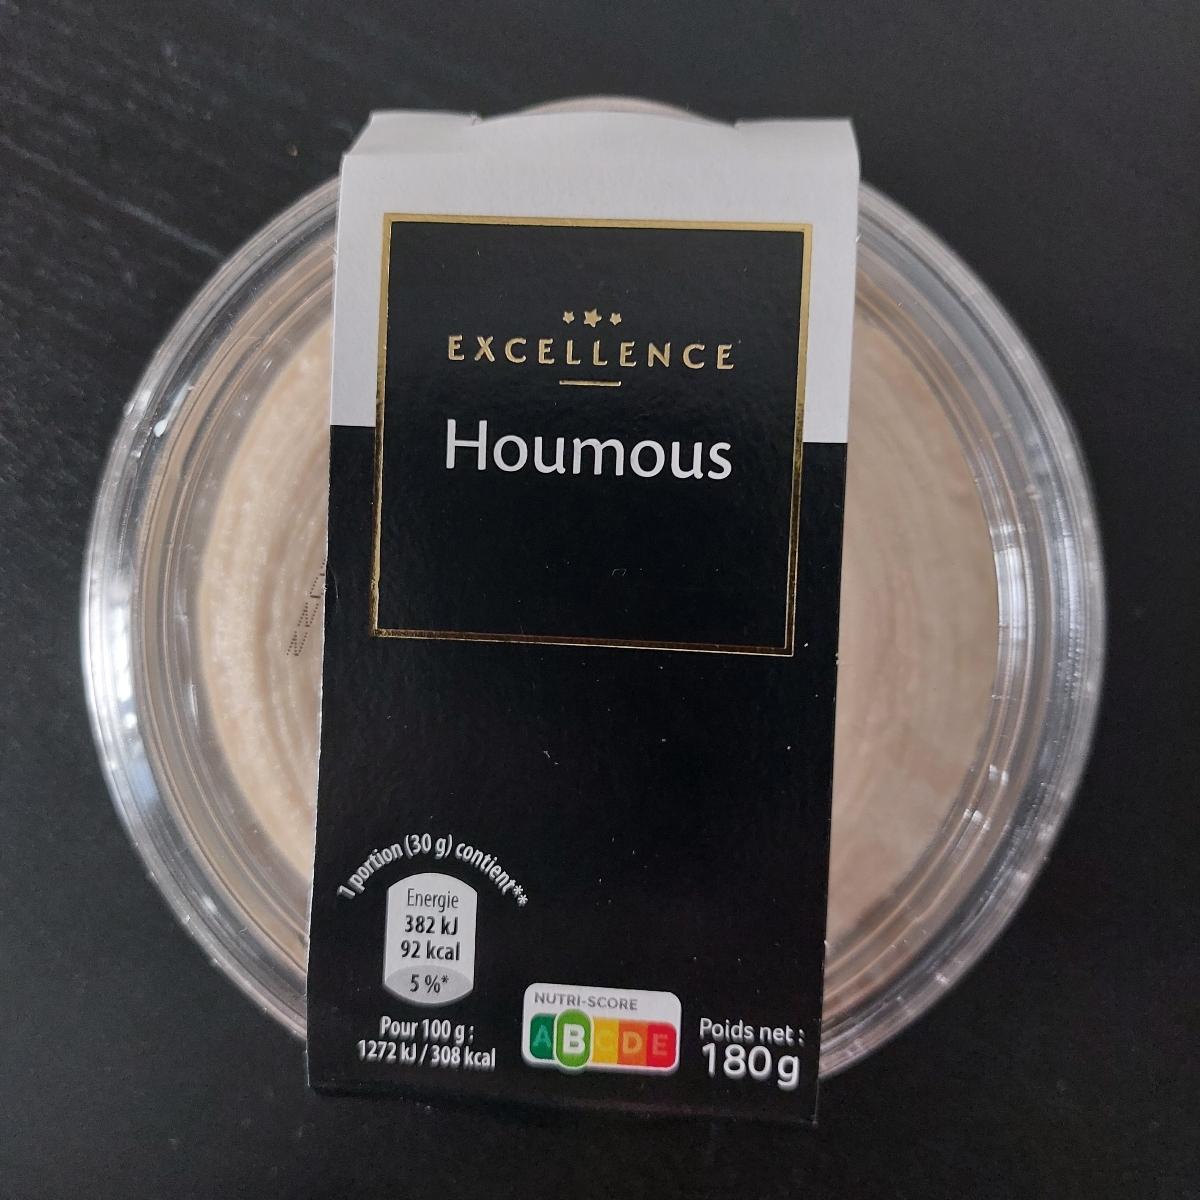 EXCELLENCE
Houmous
1 portion (30 g) contient**
Energie
382 kJ
92 kcal
5 %*
Pour 100 g :
1272 kJ / 308 kcal
NUTRI-SCORE
A B C D E
Poids net :
180 g